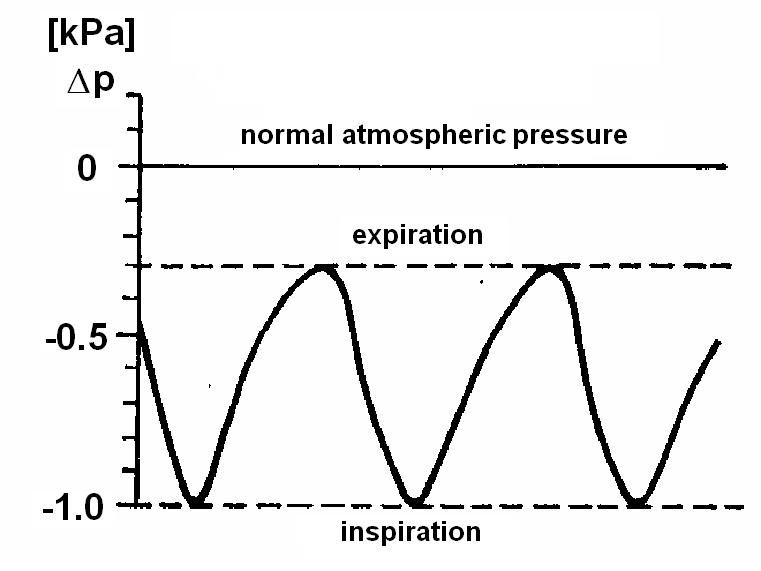 [kPa]
Δp
normal atmospheric pressure
0
expiration
-0.5
-1.0
inspiration